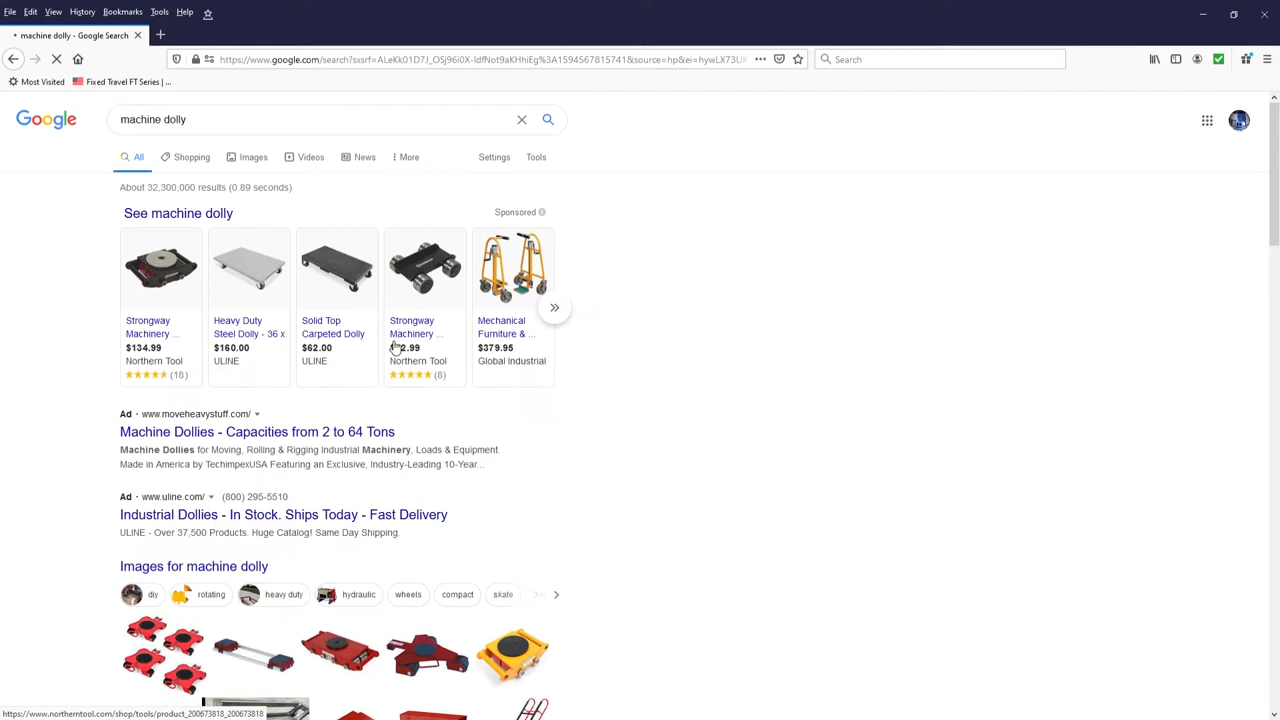 File Edit View History Bookmarks Tools Help
machine dolly - Google Search
https://www.google.com/search?sxsrf=ALeKk01D7J_OSj96i0X-IdfNot9aKHhiEg%3A1594567815741&source=hp&ei=hywLX73UK
Search
Most Visited
Fixed Travel FT Series | ...
Google
machine dolly
All
Shopping
Images
Videos
News
More
Settings
Tools
About 32,300,000 results (0.89 seconds)
See machine dolly
Sponsored
Strongway Heavy Duty Solid Top Strongway Mechanical
Machinery ... Steel Dolly - 36 x Carpeted Dolly Machinery ... Furniture & ...
$134.99 $160.00 $62.00 2.99 $379.95
Northern Tool ULINE ULINE Northern Tool Global Industrial
(18) (8)
Ad · www.moveheavystuff.com/
Machine Dollies - Capacities from 2 to 64 Tons
Machine Dollies for Moving, Rolling & Rigging Industrial Machinery, Loads & Equipment.
Made in America by TechimpexUSA Featuring an Exclusive, Industry-Leading 10-Year...
Ad · www.uline.com/ (800) 295-5510
Industrial Dollies - In Stock. Ships Today - Fast Delivery
ULINE - Over 37,500 Products. Huge Catalog! Same Day Shipping.
Images for machine dolly
diy rotating heavy duty hydraulic wheels compact skate
https://www.northerntool.com/shop/tools/product_200673818_200673818